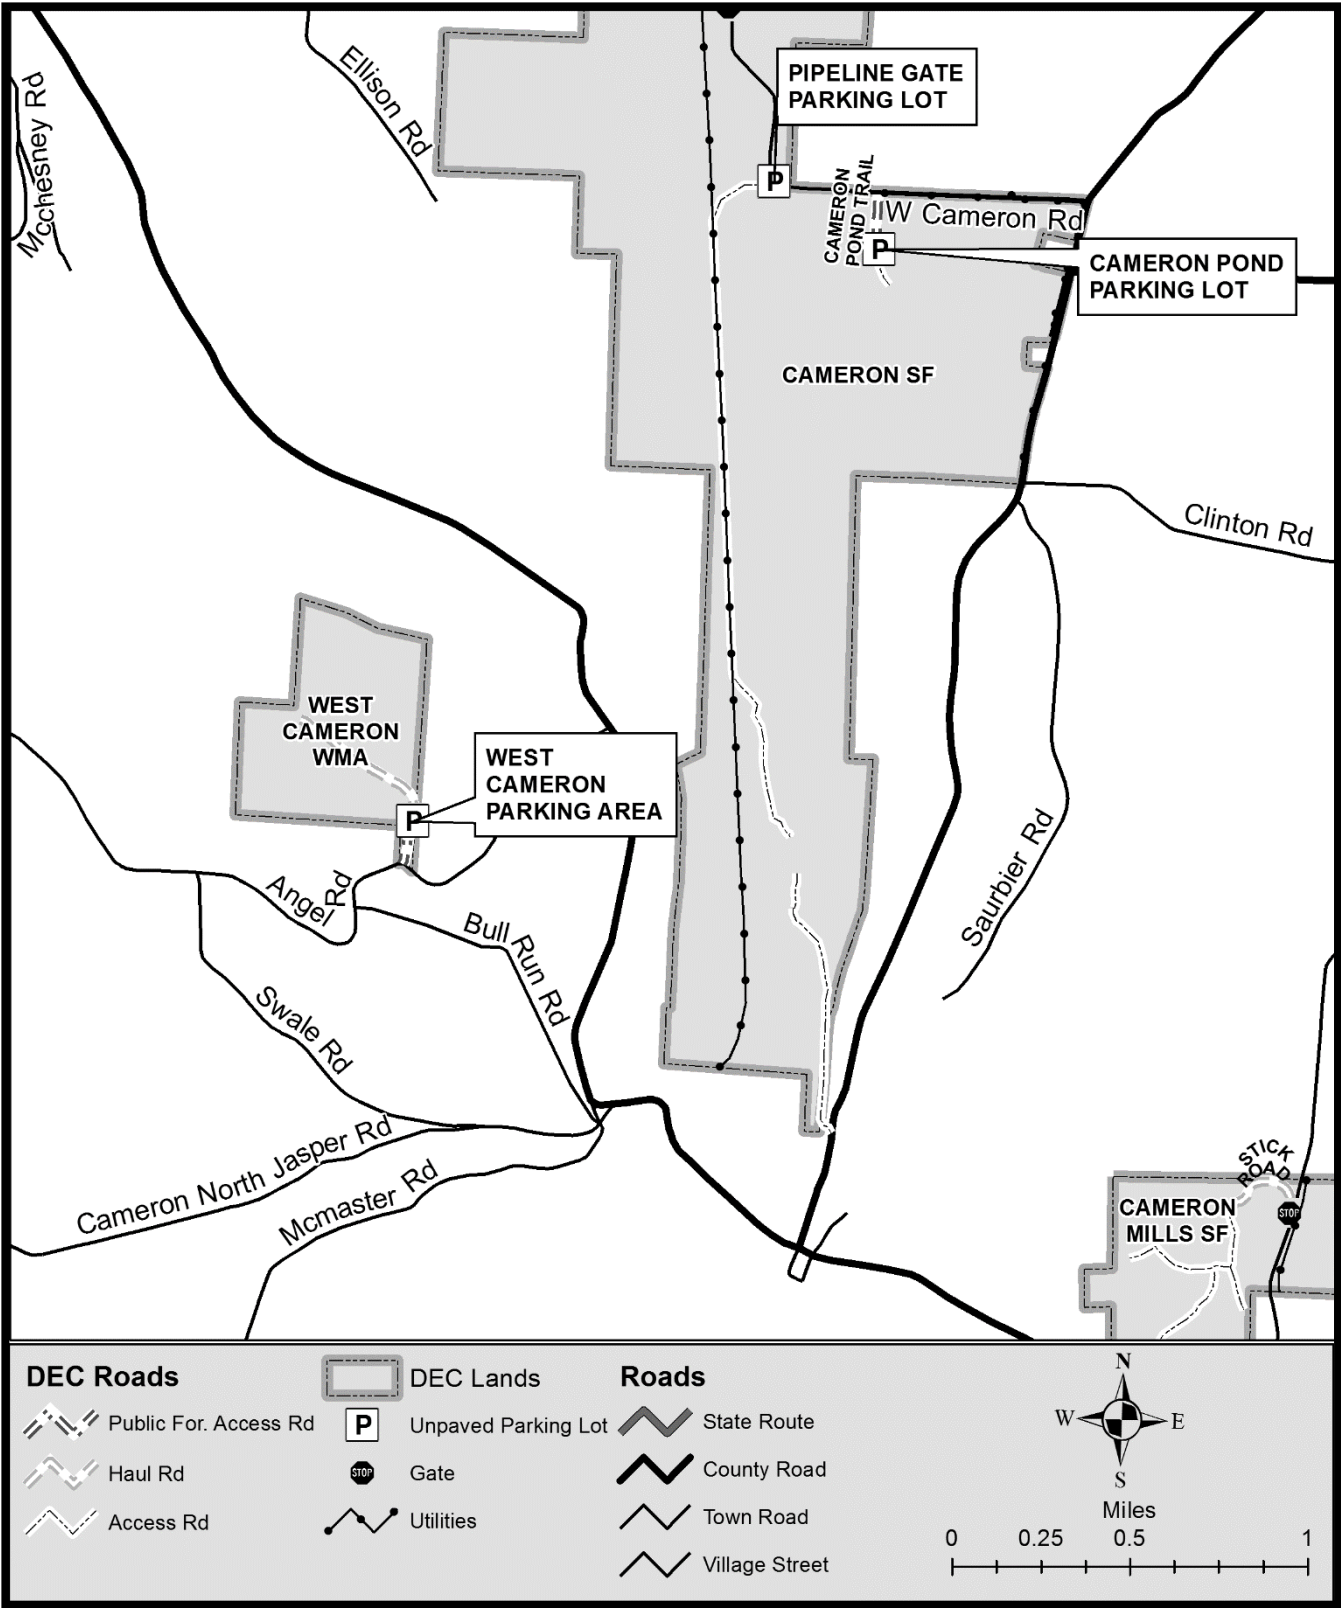 Ellison Rd
Mcchesney Rd
PIPELINE GATE
PARKING LOT
P
CAMERON
POND TRAIL
W Cameron Rd
P
CAMERON POND
PARKING LOT
CAMERON SF
Clinton Rd
WEST
CAMERON
WMA
WEST
CAMERON
PARKING AREA
P
Angel Rd
Bull Run Rd
Saurbier Rd
Swale Rd
Cameron North Jasper Rd
Mcmaster Rd
STICK
ROAD
CAMERON
MILLS SF
STOP
DEC Roads
Public For. Access Rd
Haul Rd
Access Rd
DEC Lands
P Unpaved Parking Lot
STOP Gate
Utilities
Roads
State Route
County Road
Town Road
Village Street
N
W E
S
Miles
0 0.25 0.5 1